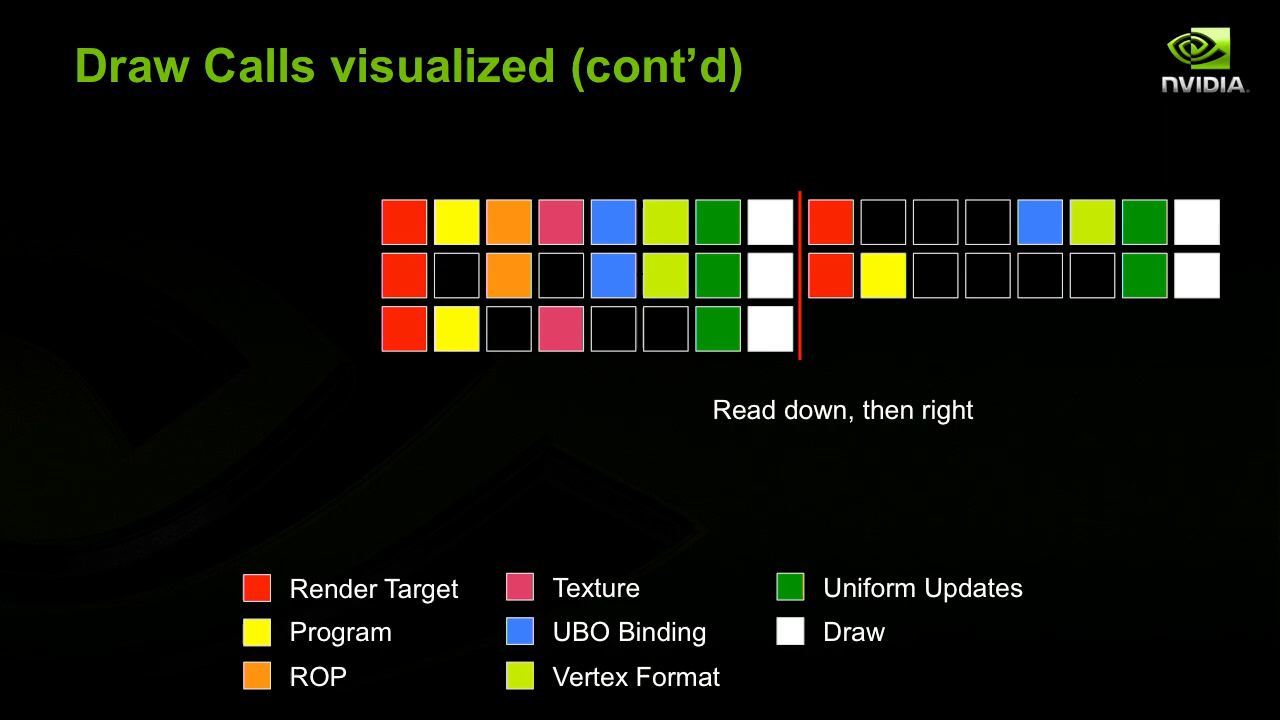 Draw Calls visualized (cont’d)
NVIDIA
Read down, then right
Render Target
Program
ROP
Texture
UBO Binding
Vertex Format
Uniform Updates
Draw